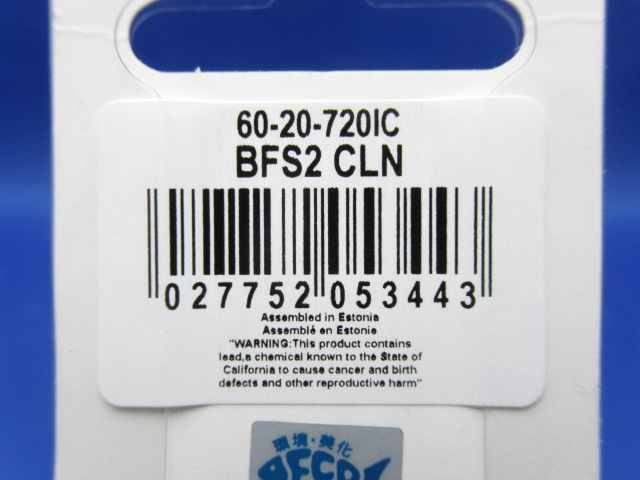 60-20-720IC
BFS2 CLN
027752 053443
Assembled in Estonia
Assemblé en Estonie
"WARNING:This product contains
lead,a chemical known to the State of
California to cause cancer and birth
defects and other reproductive harm"
環境・美化